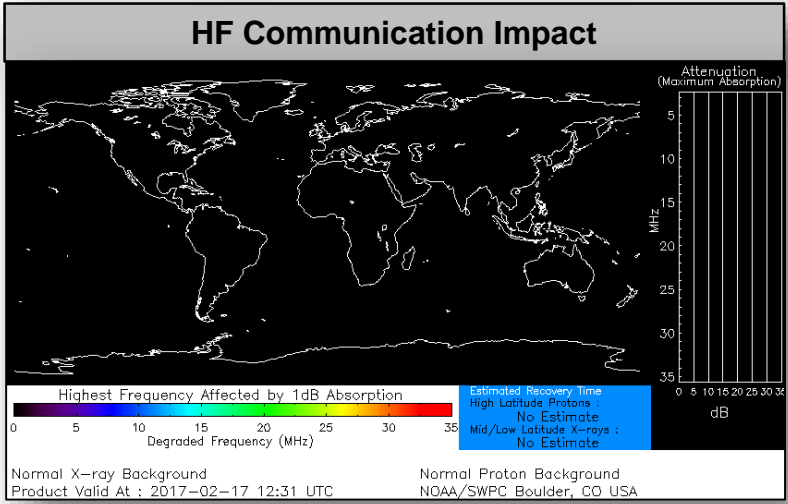 HF Communication Impact
Attenuation
(Maximum Absorption)
5
10
15
20
25
30
35
MHz
0 5 10 15 20 25 30 35
dB
Highest Frequency Affected by 1dB Absorption
0 5 10 15 20 25 30 35
Degraded Frequency (MHz)
Estimated Recovery Time
High Latitude Protons :
No Estimate
Mid/Low Latitude X-rays :
No Estimate
Normal X-ray Background
Normal Proton Background
Product Valid At : 2017-02-17 12:31 UTC
NOAA/SWPC Boulder, CO USA